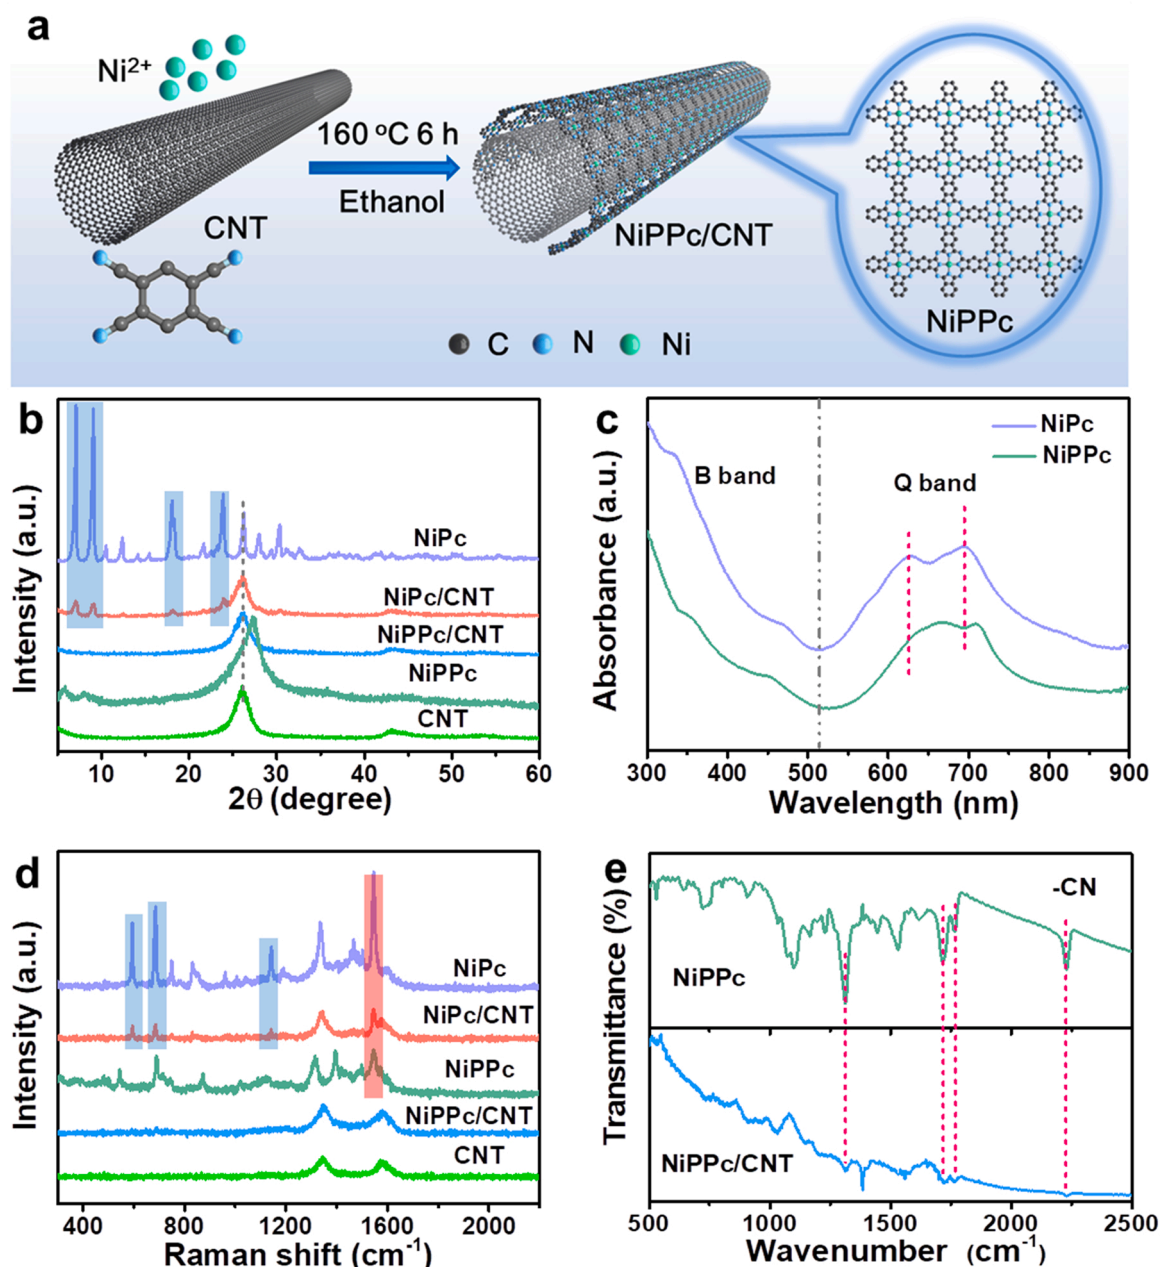 a
Ni²⁺
160 ºC 6 h
Ethanol
CNT
NiPPc/CNT
NiPPc
C N Ni
b
Intensity (a.u.)
NiPc
NiPc/CNT
NiPPc/CNT
NiPPc
CNT
10 20 30 40 50 60
2θ (degree)
c
Absorbance (a.u.)
NiPc
NiPPc
B band
Q band
300 400 500 600 700 800 900
Wavelength (nm)
d
Intensity (a.u.)
NiPc
NiPc/CNT
NiPPc
NiPPc/CNT
CNT
400 800 1200 1600 2000
Raman shift (cm⁻¹)
e
Transmittance (%)
-CN
NiPPc
NiPPc/CNT
500 1000 1500 2000 2500
Wavenumber (cm⁻¹)